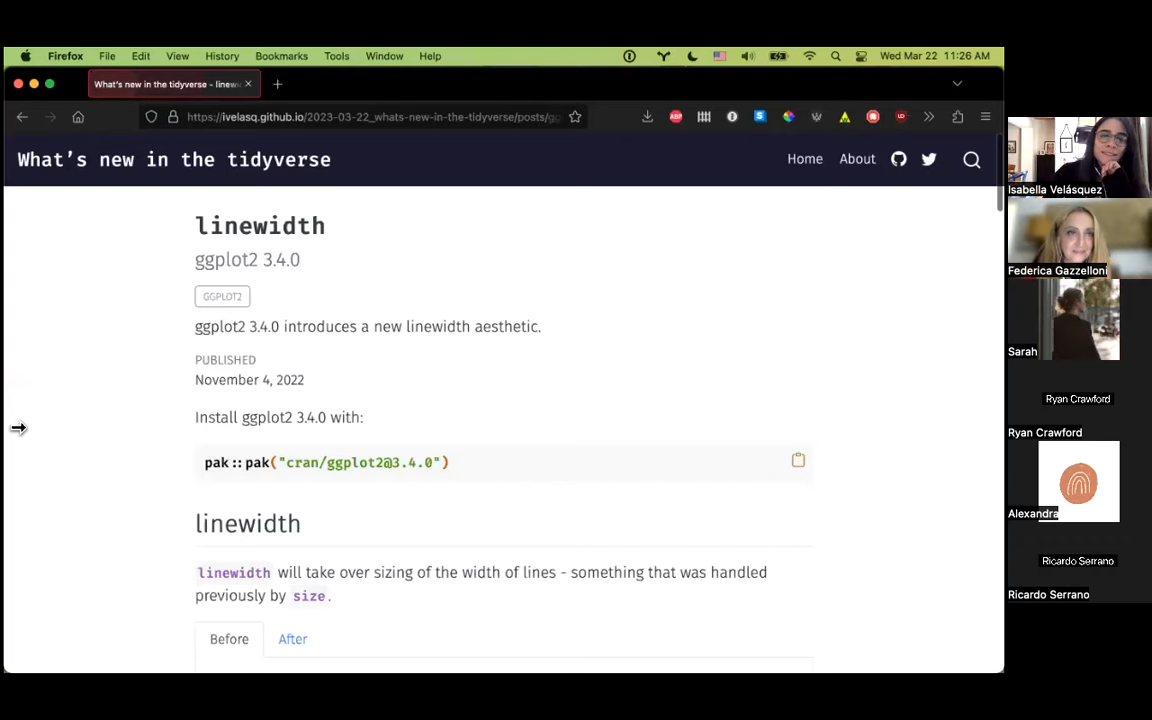 Firefox File Edit View History Bookmarks Tools Window Help Wed Mar 22 11:26 AM
What's new in the tidyverse - linew
https://ivelasq.github.io/2023-03-22_whats-new-in-the-tidyverse/posts/gg
What's new in the tidyverse Home About
linewidth
ggplot2 3.4.0
GGPLOT2
ggplot2 3.4.0 introduces a new linewidth aesthetic.
PUBLISHED
November 4, 2022
Install ggplot2 3.4.0 with:
pak::pak("cran/ggplot2@3.4.0")
linewidth
linewidth will take over sizing of the width of lines - something that was handled
previously by size.
Before After
Isabella Velásquez
Federica Gazzelloni
Sarah
Ryan Crawford
Ryan Crawford
Alexandra
Ricardo Serrano
Ricardo Serrano